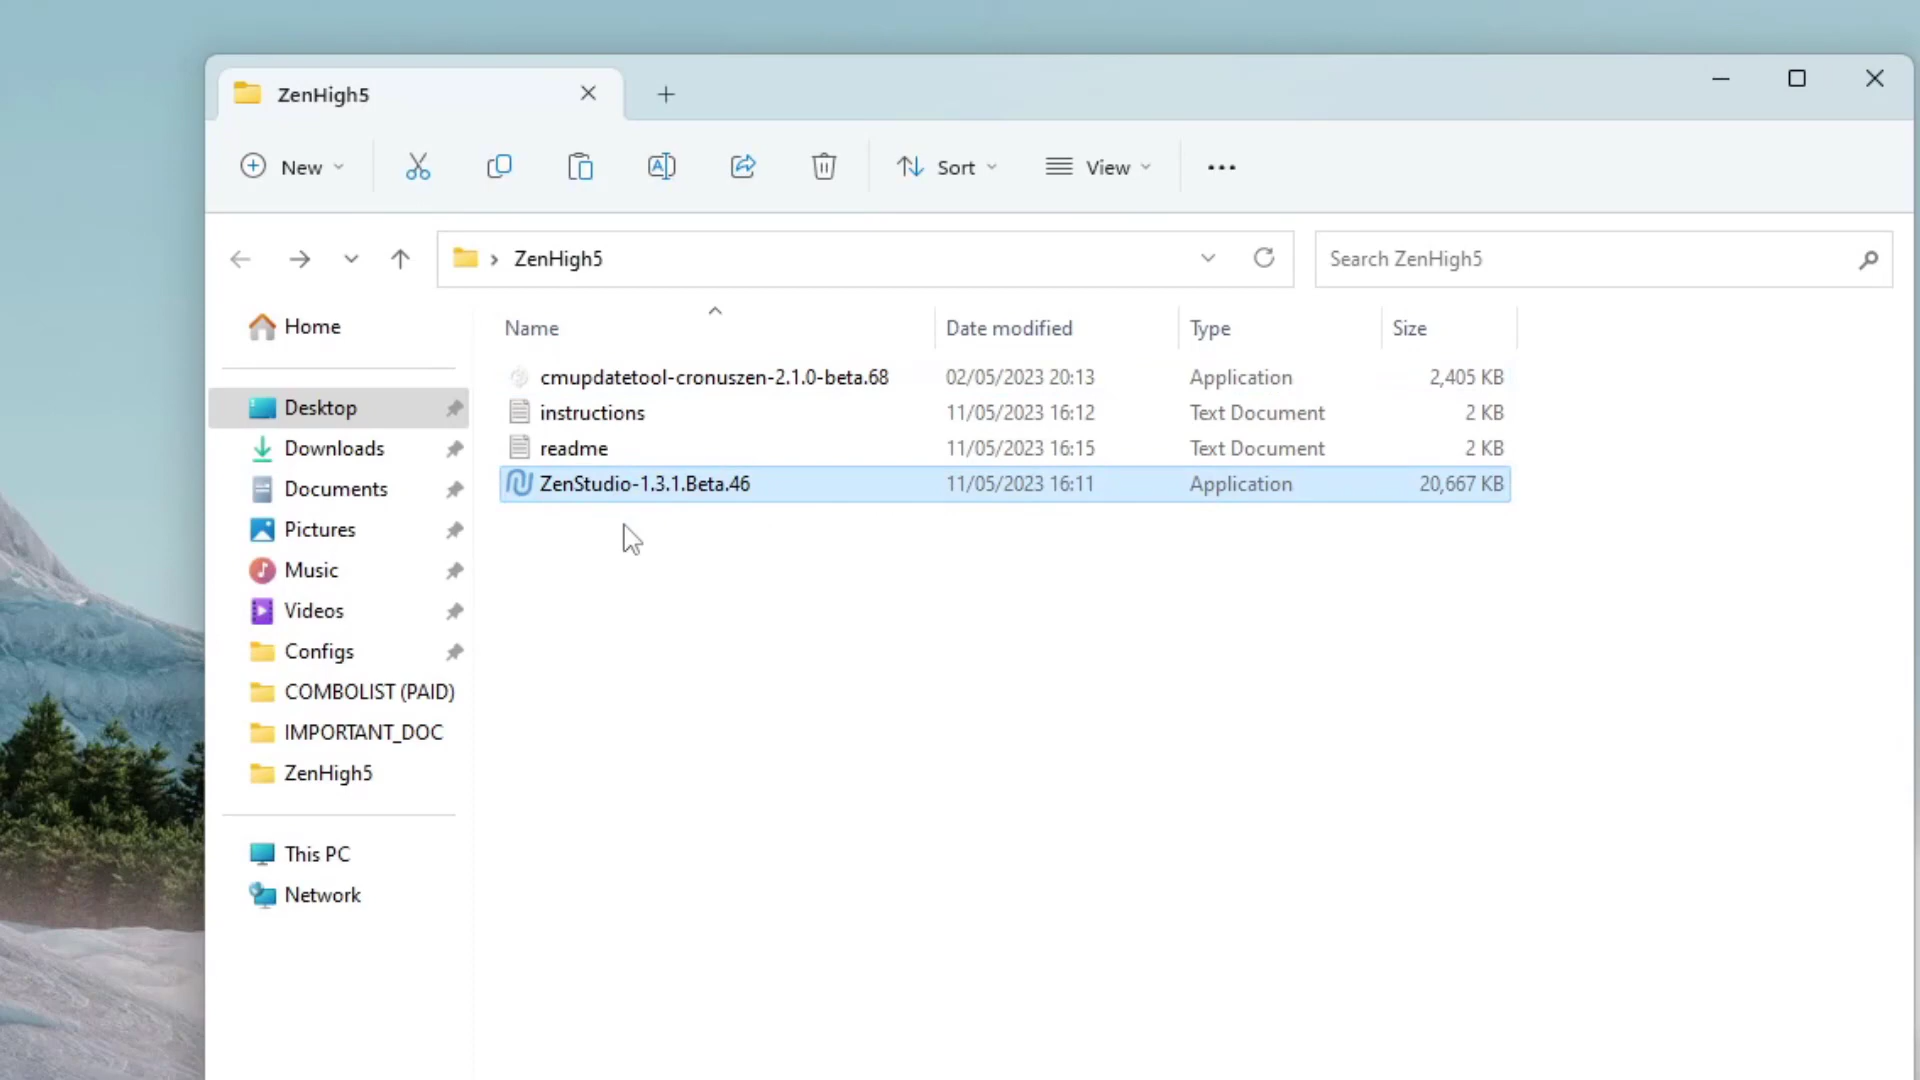 ZenHigh5
New
Sort
View
ZenHigh5
Search ZenHigh5
Home
Desktop
Downloads
Documents
Pictures
Music
Videos
Configs
COMBOLIST (PAID)
IMPORTANT_DOC
ZenHigh5
This PC
Network
Name Date modified Type Size
cmupdatetool-cronuszen-2.1.0-beta.68 02/05/2023 20:13 Application 2,405 KB
instructions 11/05/2023 16:12 Text Document 2 KB
readme 11/05/2023 16:15 Text Document 2 KB
ZenStudio-1.3.1.Beta.46 11/05/2023 16:11 Application 20,667 KB